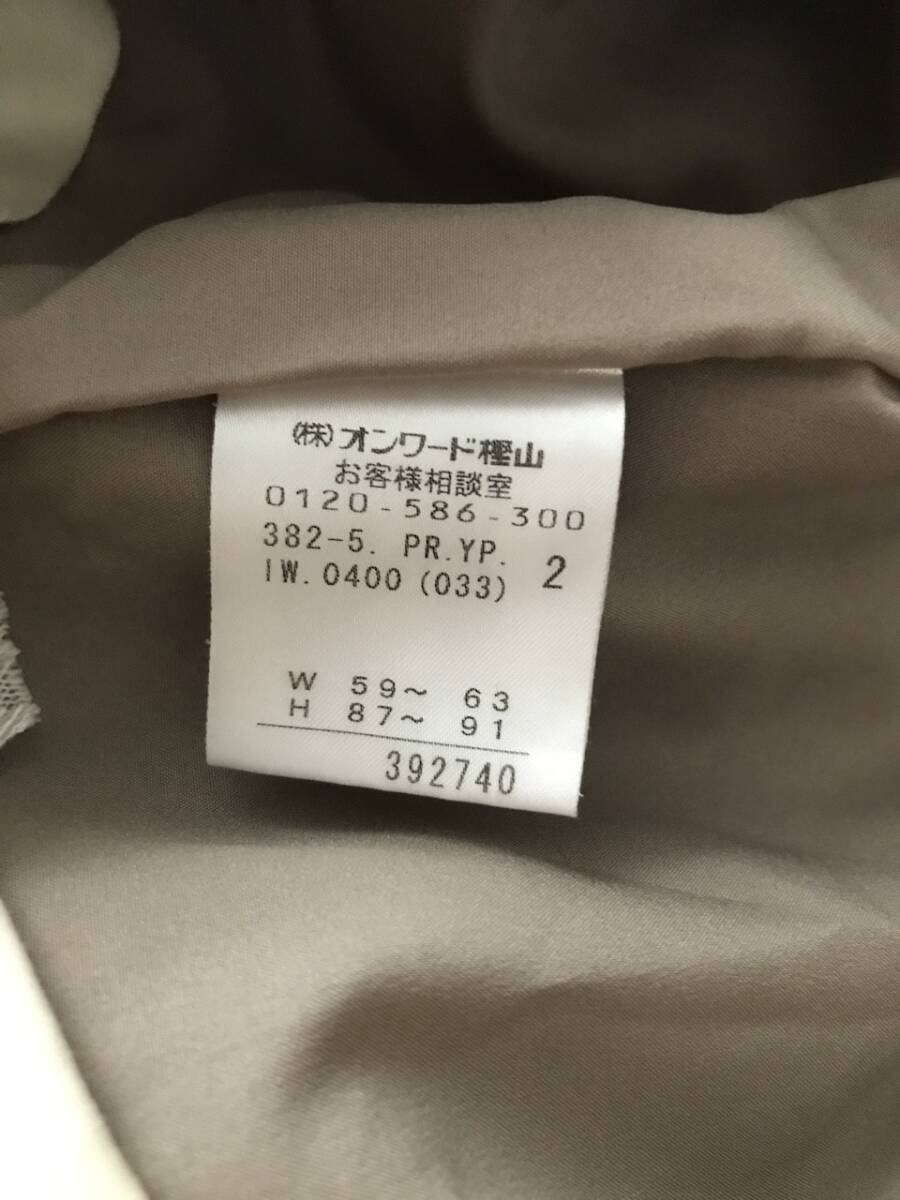 (株)オンワード樫山
お客様相談室
0120-586-300
382-5. PR.YP. 2
IW.0400 (033)
W 59～ 63
H 87～ 91
392740